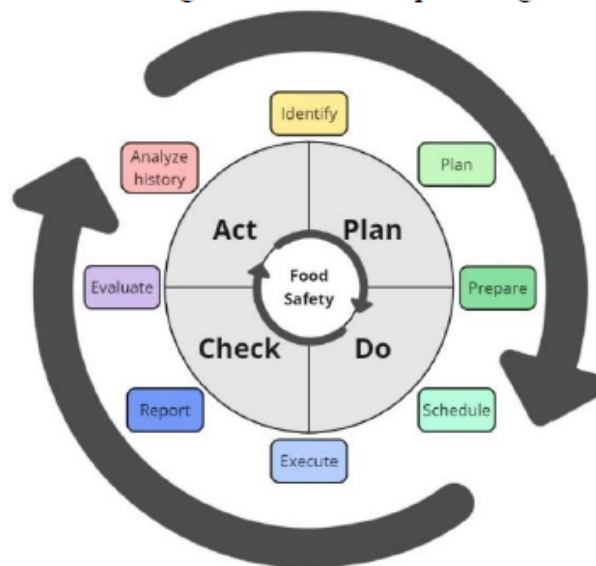 Identify
Analyze
history
Plan
Act
Plan
Food
Safety
Evaluate
Prepare
Check
Do
Report
Schedule
Execute